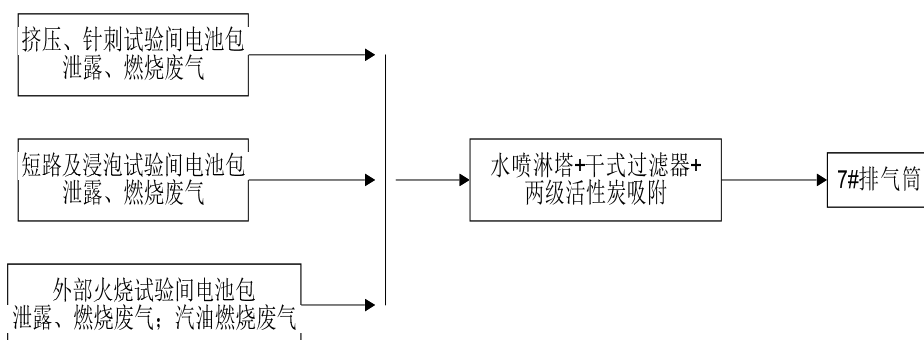 挤压、针刺试验间电池包
泄露、燃烧废气
短路及浸泡试验间电池包
泄露、燃烧废气
外部火烧试验间电池包
泄露、燃烧废气；汽油燃烧废气
水喷淋塔+干式过滤器+
两级活性炭吸附
7#排气筒